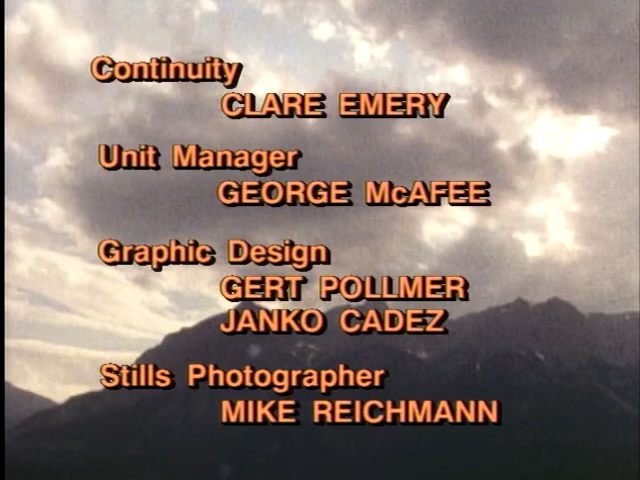 Continuity
CLARE EMERY
Unit Manager
GEORGE McAFEE
Graphic Design
GERT POLLMER
JANKO CADEZ
Stills Photographer
MIKE REICHMANN